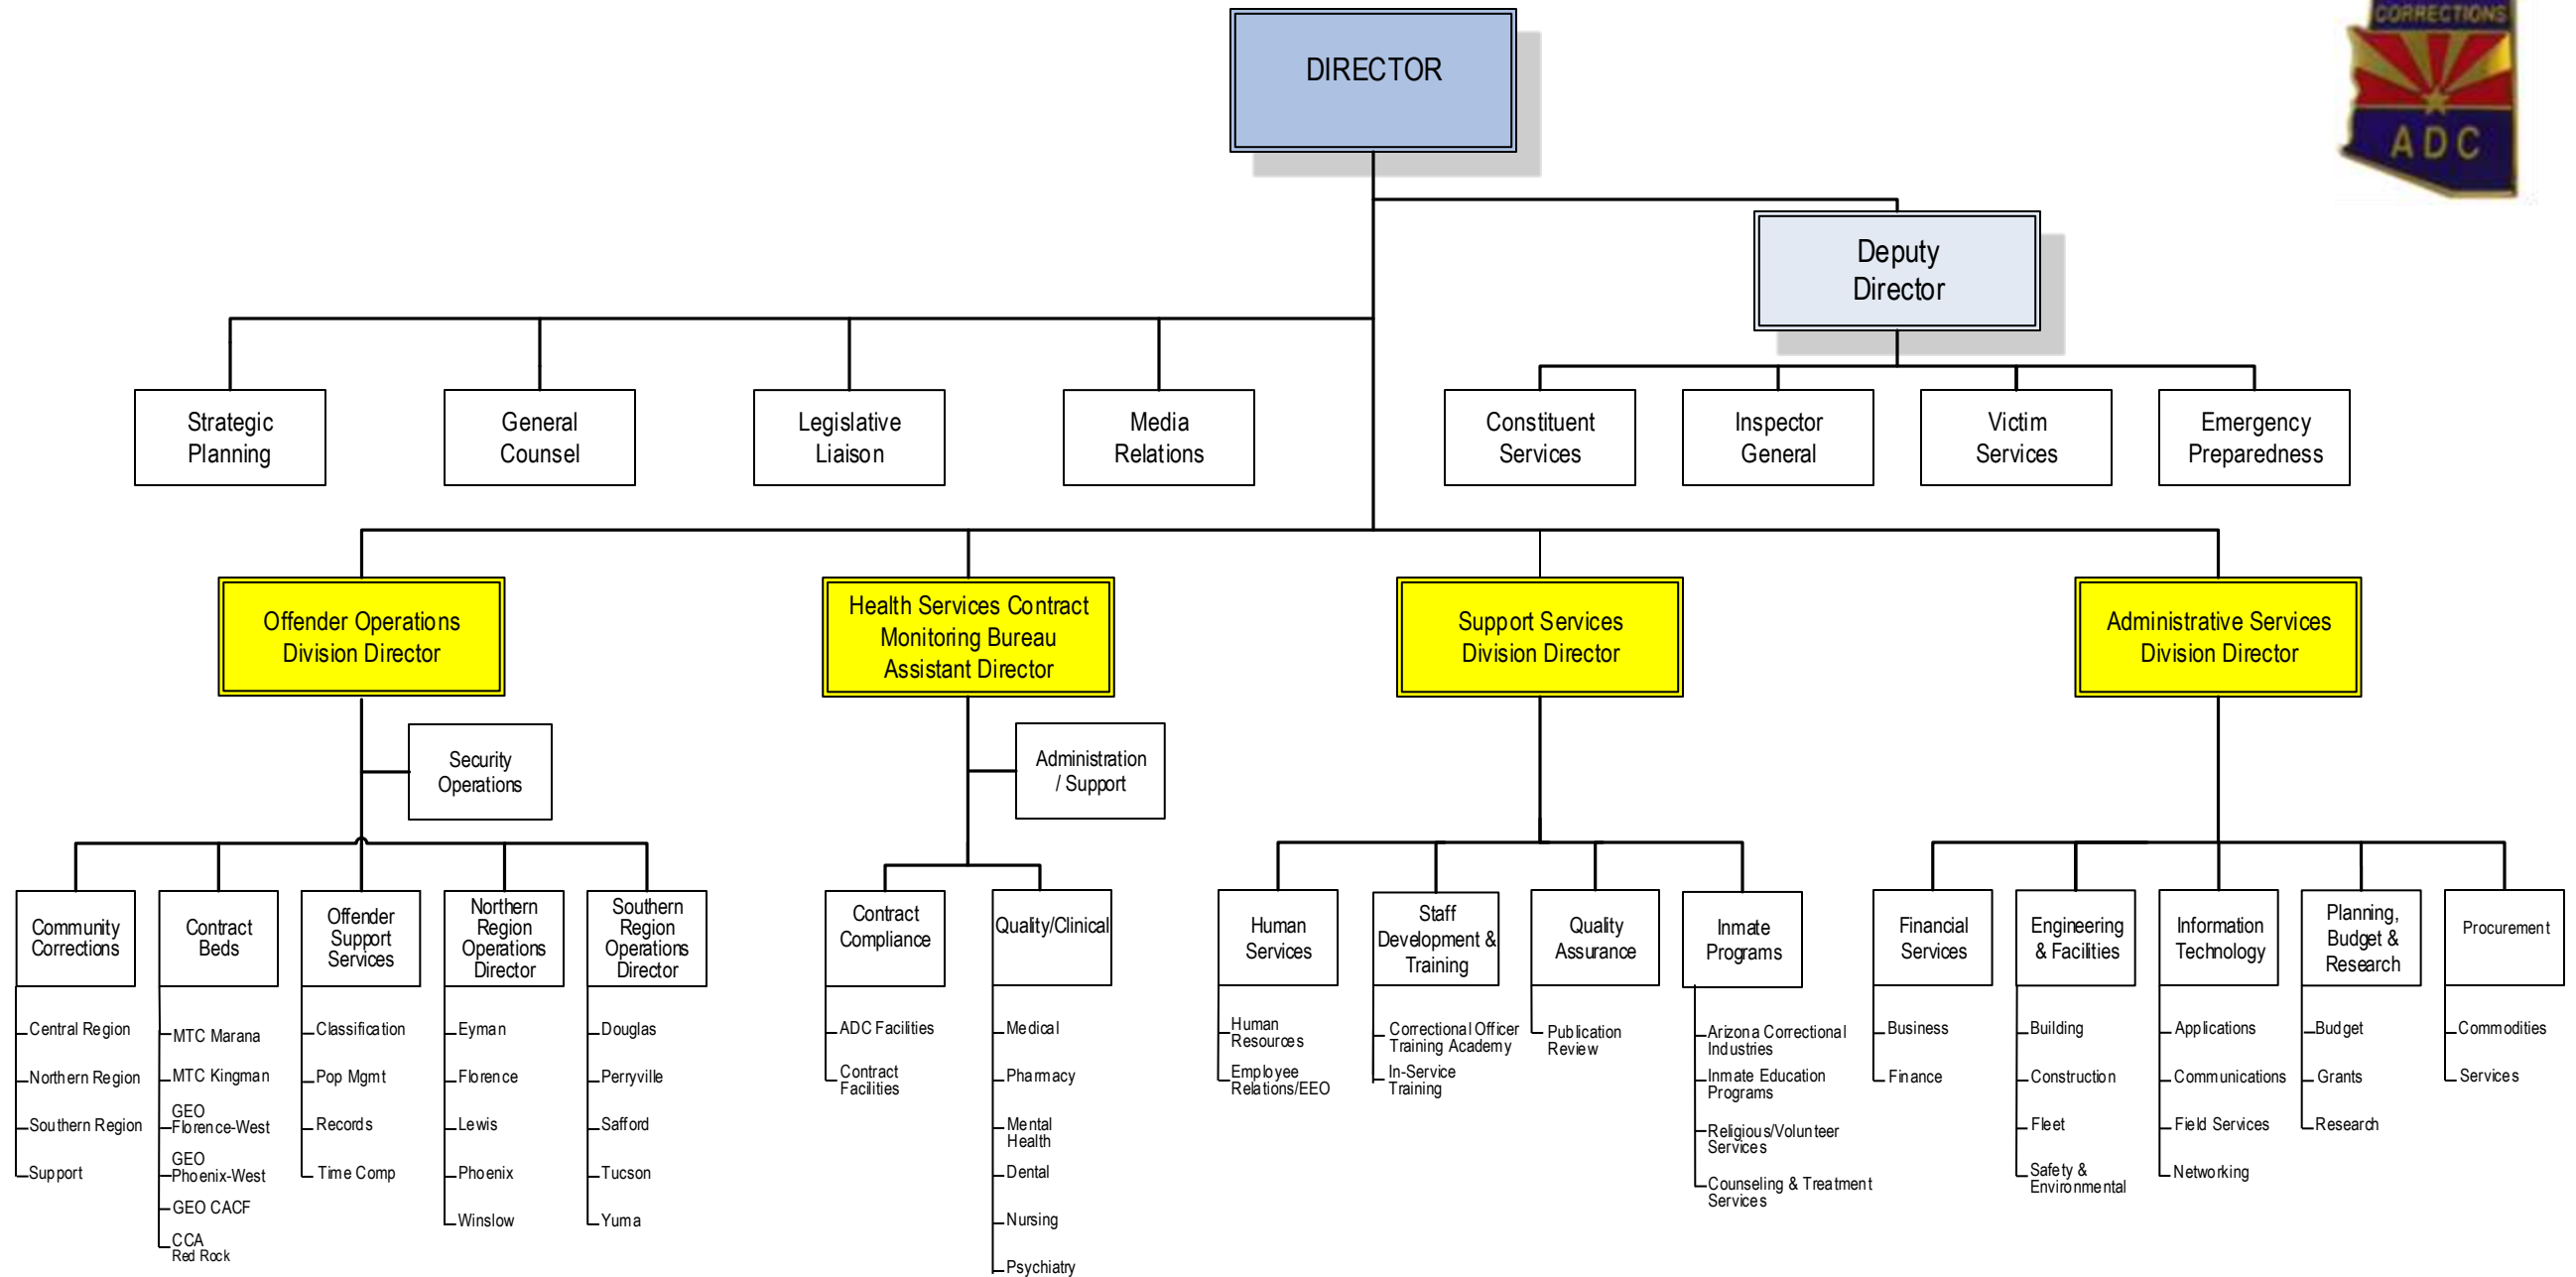 CORRECTIONS
ADC
DIRECTOR
Deputy
Director
Strategic
Planning
General
Counsel
Legislative
Liaison
Media
Relations
Constituent
Services
Inspector
General
Victim
Services
Emergency
Preparedness
Offender Operations
Division Director
Health Services Contract
Monitoring Bureau
Assistant Director
Support Services
Division Director
Administrative Services
Division Director
Security
Operations
Administration
/ Support
Community
Corrections
Central Region
Northern Region
Southern Region
Support
Contract
Beds
MTC Marana
MTC Kingman
GEO
Florence-West
GEO
Phoenix-West
GEO CACF
CCA
Red Rock
Offender
Support
Services
Classification
Pop Mgmt
Records
Time Comp
Northern
Region
Operations
Director
Eyman
Florence
Lewis
Phoenix
Winslow
Southern
Region
Operations
Director
Douglas
Perryville
Safford
Tucson
Yuma
Contract
Compliance
ADC Facilities
Contract
Facilities
Quality/Clinical
Medical
Pharmacy
Mental
Health
Dental
Nursing
Psychiatry
Human
Services
Human
Resources
Employee
Relations/EEO
Staff
Development &
Training
Correctional Officer
Training Academy
In-Service
Training
Quality
Assurance
Publication
Review
Inmate
Programs
Arizona Correctional
Industries
Inmate Education
Programs
Religious/Volunteer
Services
Counseling & Treatment
Services
Financial
Services
Business
Finance
Engineering
& Facilities
Building
Construction
Fleet
Safety &
Environmental
Information
Technology
Applications
Communications
Field Services
Networking
Planning,
Budget &
Research
Budget
Grants
Research
Procurement
Commodities
Services